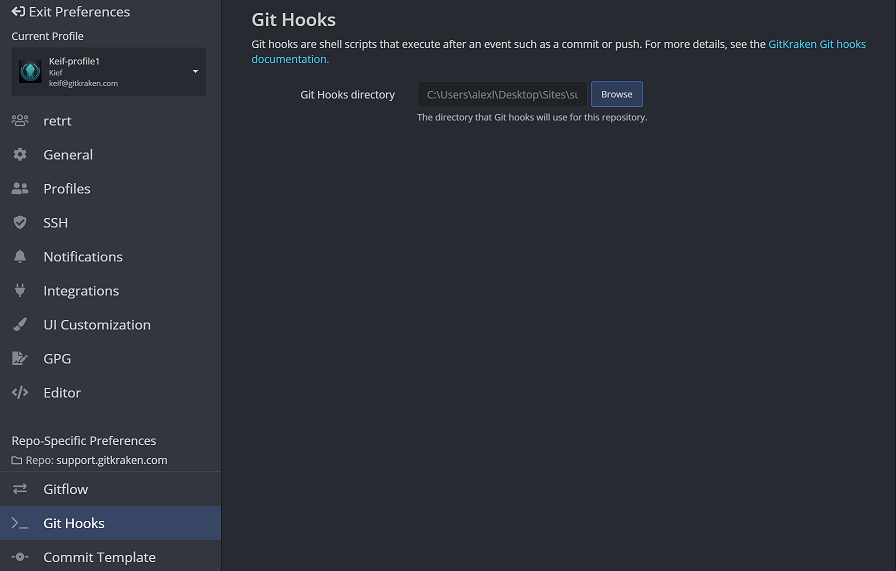 Exit Preferences
Current Profile
Keif-profile1
Kief
keif@gitkraken.com
retrt
General
Profiles
SSH
Notifications
Integrations
UI Customization
GPG
Editor
Repo-Specific Preferences
Repo: support.gitkraken.com
Gitflow
Git Hooks
Commit Template
Git Hooks
Git hooks are shell scripts that execute after an event such as a commit or push. For more details, see the GitKraken Git hooks
documentation.
Git Hooks directory
C:\Users\alexl\Desktop\Sites\su
Browse
The directory that Git hooks will use for this repository.